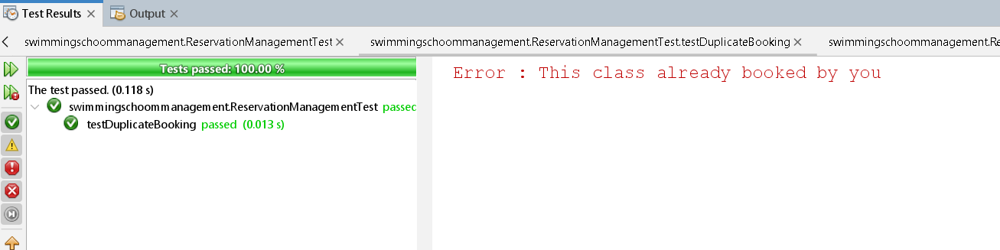 Test Results Output
swimmingschoommanagement.ReservationManagementTest swimmingschoommanagement.ReservationManagementTest.testDuplicateBooking swimmingschoommanagement.Re
Tests passed: 100.00 %
The test passed. (0.118 s)
swimmingschoommanagement.ReservationManagementTest passed
testDuplicateBooking passed (0.013 s)
Error : This class already booked by you